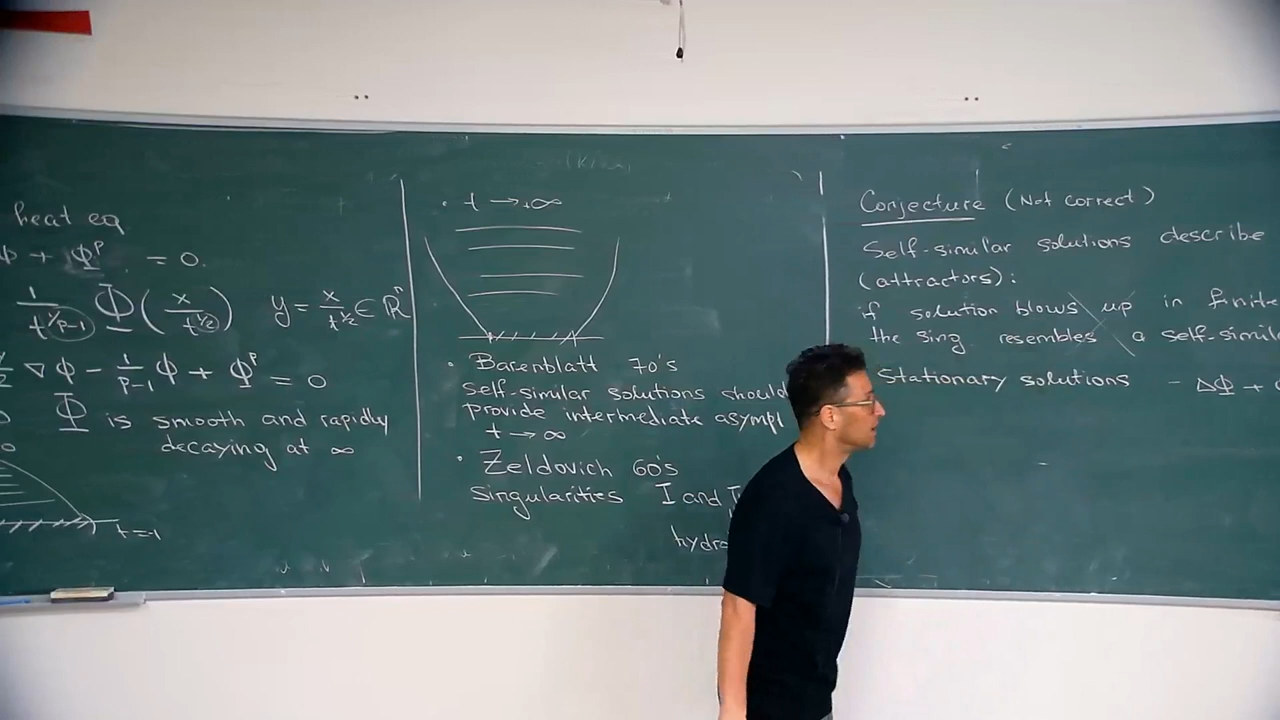 heat eq
Φ + Φ^p = 0.
1/t^{1/p-1} Φ(x/t^{1/2}) y = x/t^{1/2} ∈ ℝ^n
/2 ∇Φ - 1/p-1 Φ + Φ^p = 0
Φ is smooth and rapidly
decaying at ∞
t=1
• t → +∞
• Barenblatt 70's
self-similar solutions should
provide intermediate asympt
t → ∞
• Zeldovich 60's
singularities I and
hydro
Conjecture (Not correct)
Self-similar solutions describe
(attractors):
if solution blows up in finite
the sing resembles a self-simila
Stationary solutions - ΔΦ +